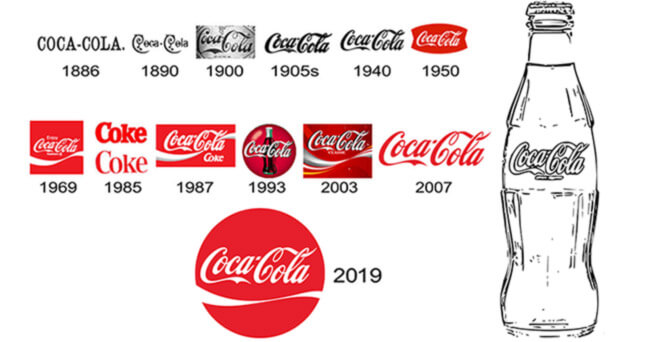 COCA-COLA.
Coca-Cola
Coca-Cola
Coca-Cola
Coca-Cola
Coca-Cola
1886
1890
1900
1905s
1940
1950
Enjoy
Coca-Cola
Coke
Coke
Coca-Cola
Coke
Coca-Cola
Coca-Cola
CLASSIC
Coca-Cola
1969
1985
1987
1993
2003
2007
Coca-Cola
2019
Coca-Cola